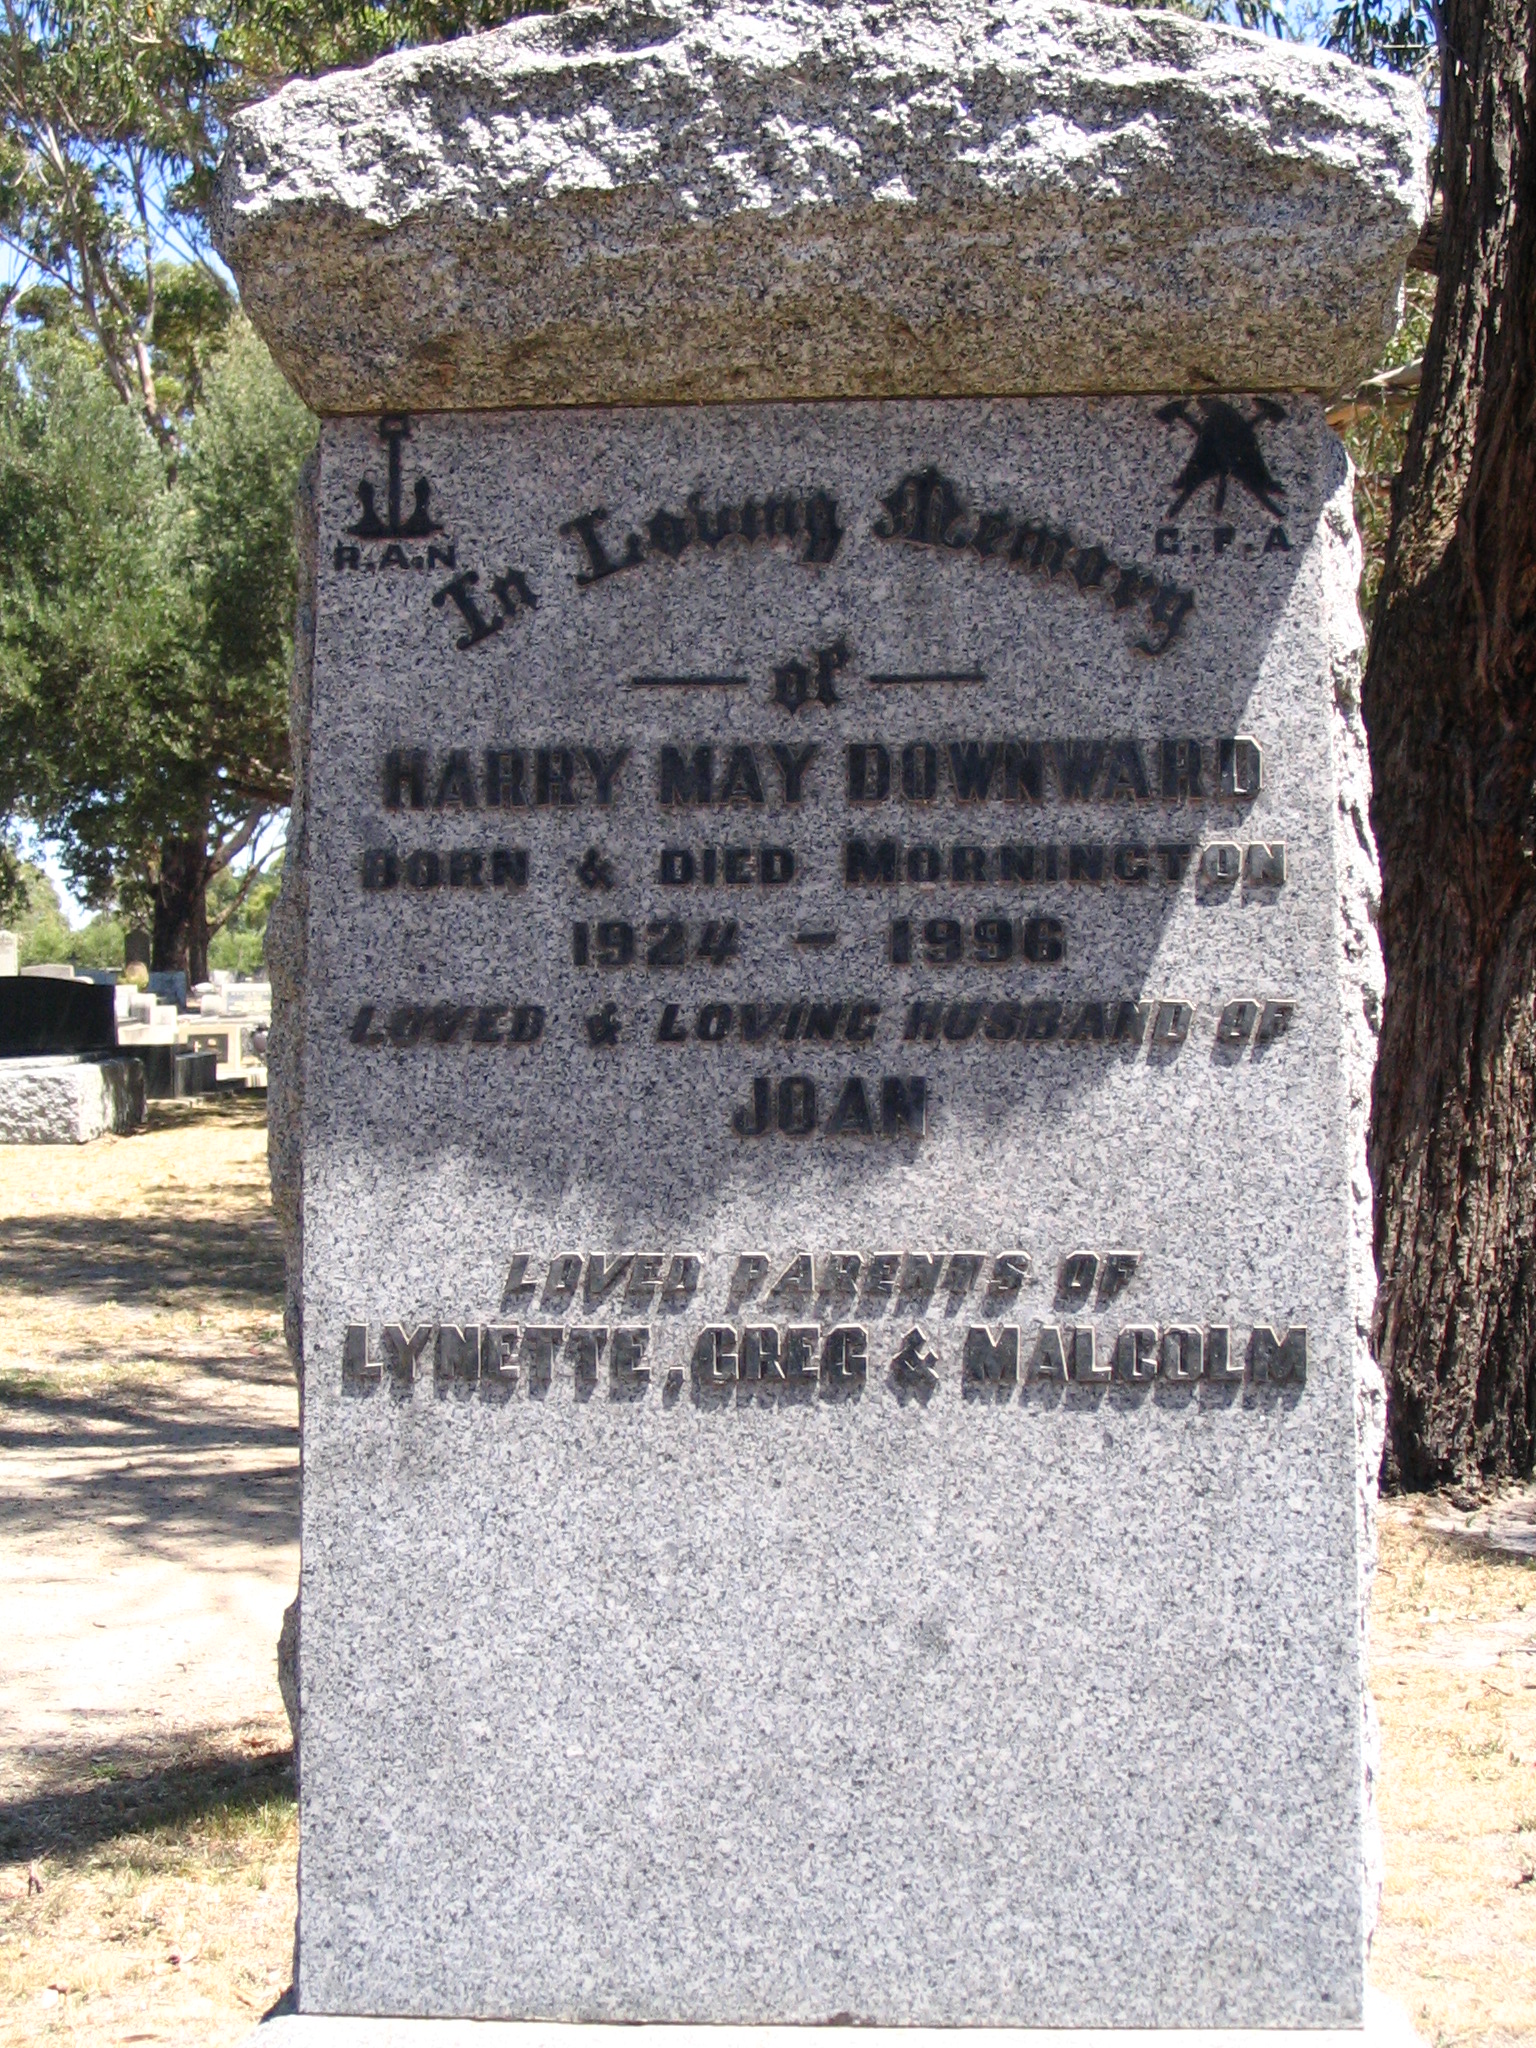 R.A.N
C.F.A
In Loving Memory
— of —
HARRY MAY DOWNWARD
BORN & DIED MORNINGTON
1924 - 1996
LOVED & LOVING HUSBAND OF
JOAN
LOVED PARENTS OF
LYNETTE, GREG & MALCOLM